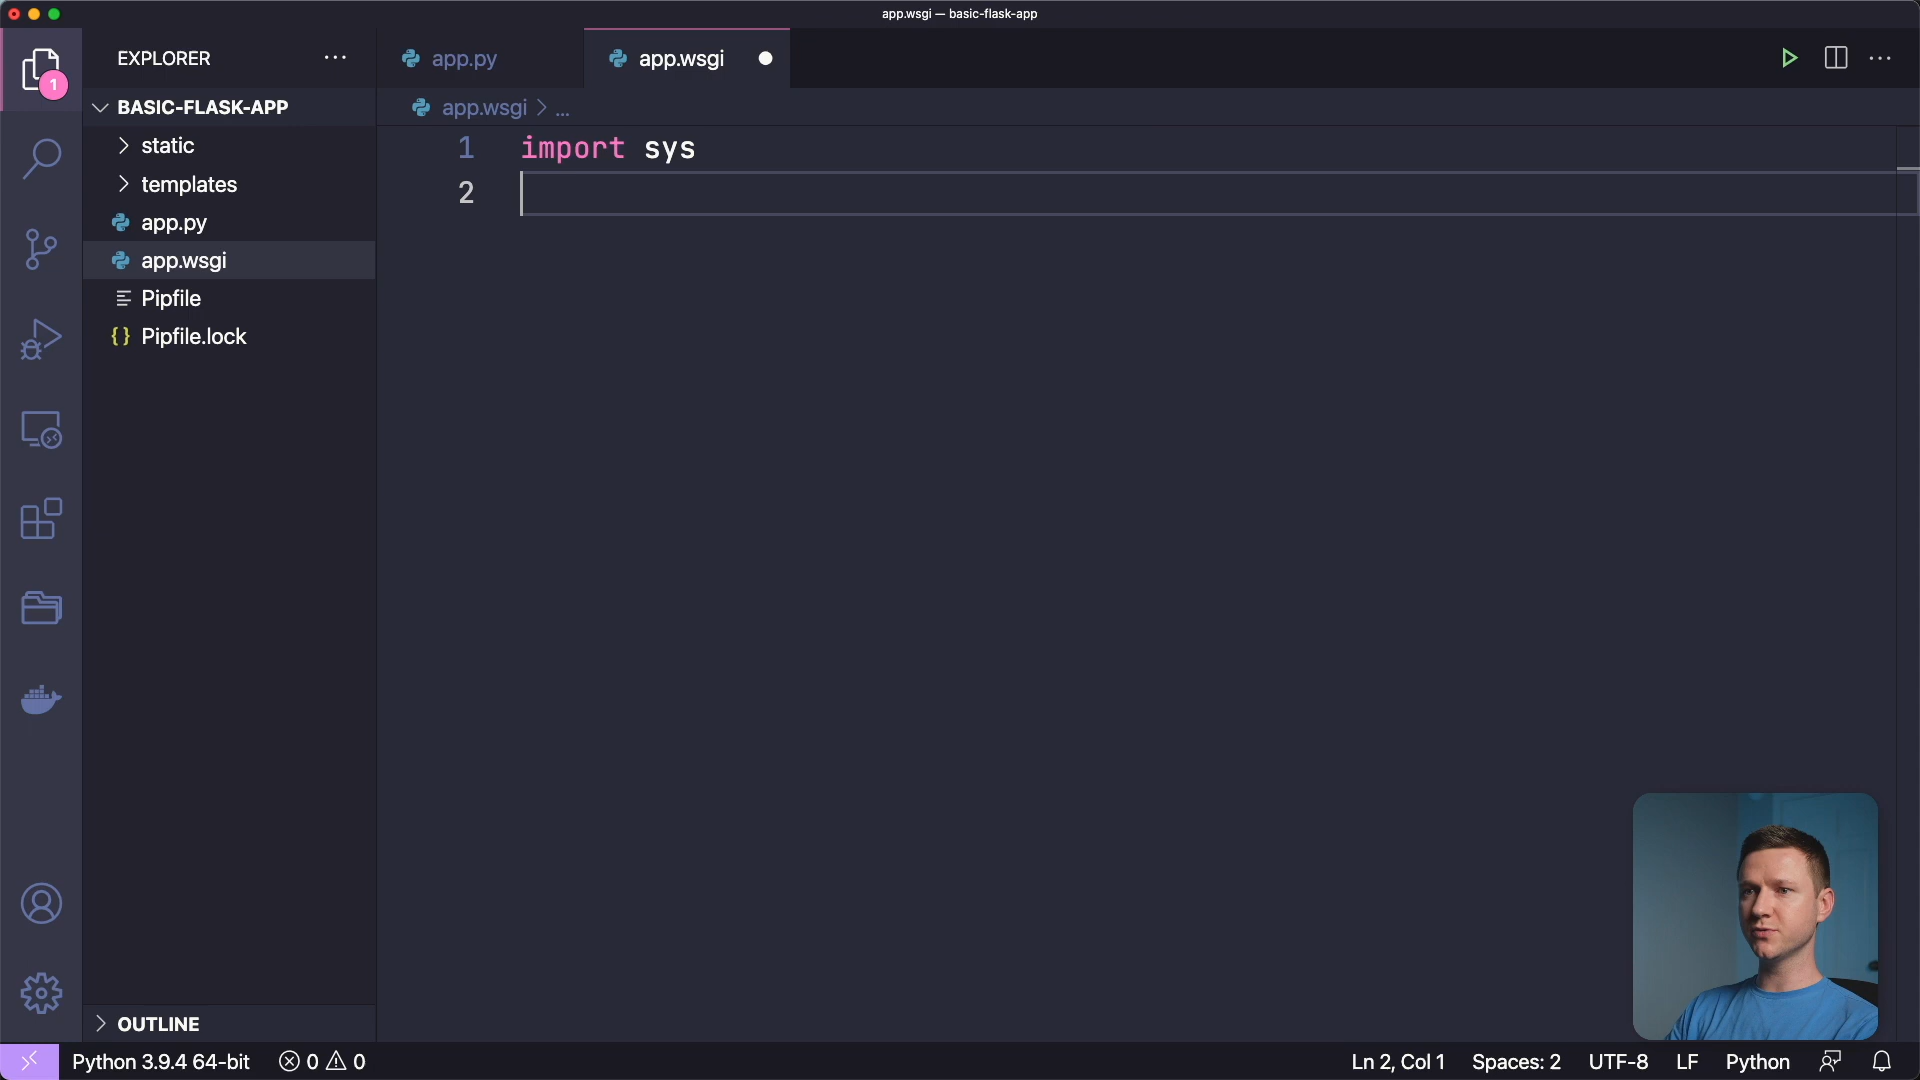 app.wsgi — basic-flask-app
EXPLORER
app.py
app.wsgi
1
BASIC-FLASK-APP
app.wsgi > ...
static
templates
app.py
app.wsgi
Pipfile
{} Pipfile.lock
1 import sys
2
OUTLINE
Python 3.9.4 64-bit
0
0
Ln 2, Col 1
Spaces: 2
UTF-8
LF
Python